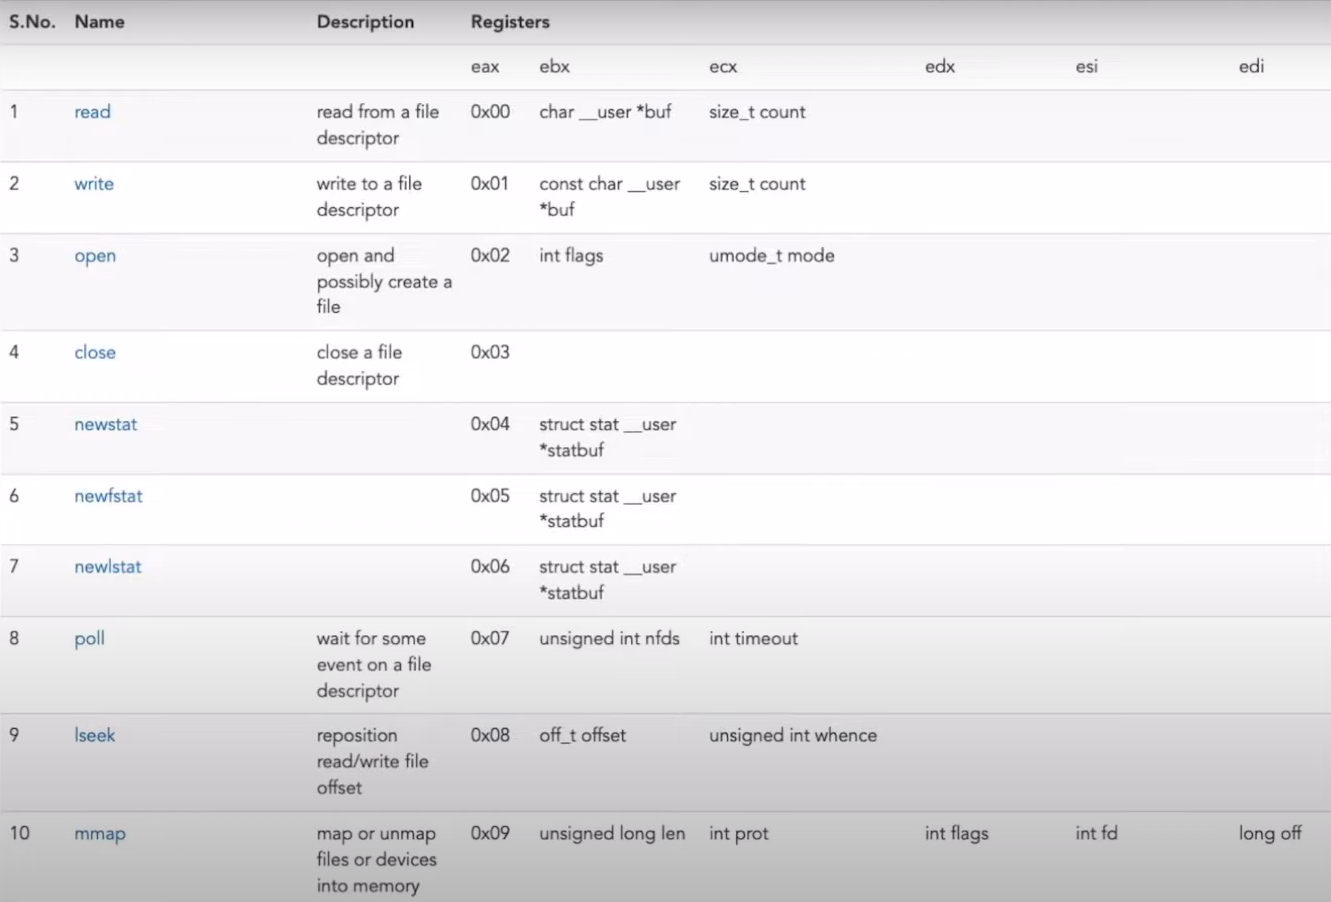 S.No. Name Description Registers
eax ebx ecx edx esi edi
1 read read from a file 0x00 char __user *buf size_t count
descriptor
2 write write to a file 0x01 const char __user size_t count
descriptor *buf
3 open open and 0x02 int flags umode_t mode
possibly create a
file
4 close close a file 0x03
descriptor
5 newstat 0x04 struct stat __user
*statbuf
6 newfstat 0x05 struct stat __user
*statbuf
7 newlstat 0x06 struct stat __user
*statbuf
8 poll wait for some 0x07 unsigned int nfds int timeout
event on a file
descriptor
9 lseek reposition 0x08 off_t offset unsigned int whence
read/write file
offset
10 mmap map or unmap 0x09 unsigned long len int prot int flags int fd long off
files or devices
into memory